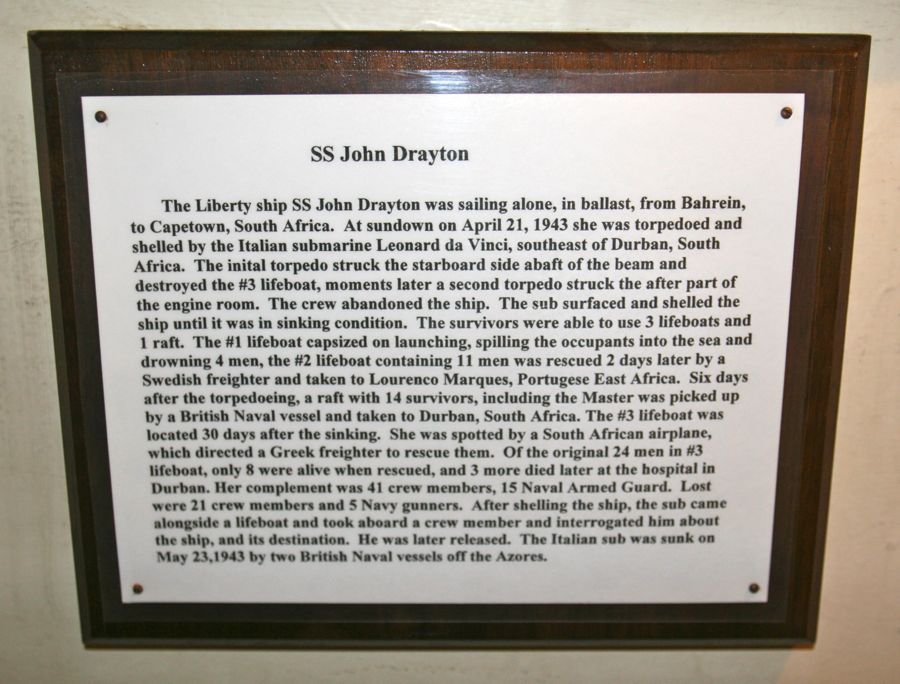 SS John Drayton
The Liberty ship SS John Drayton was sailing alone, in ballast, from Bahrein,
to Capetown, South Africa. At sundown on April 21, 1943 she was torpedoed and
shelled by the Italian submarine Leonard da Vinci, southeast of Durban, South
Africa. The inital torpedo struck the starboard side abaft of the beam and
destroyed the #3 lifeboat, moments later a second torpedo struck the after part of
the engine room. The crew abandoned the ship. The sub surfaced and shelled the
ship until it was in sinking condition. The survivors were able to use 3 lifeboats and
1 raft. The #1 lifeboat capsized on launching, spilling the occupants into the sea and
drowning 4 men, the #2 lifeboat containing 11 men was rescued 2 days later by a
Swedish freighter and taken to Lourenco Marques, Portugese East Africa. Six days
after the torpedoeing, a raft with 14 survivors, including the Master was picked up
by a British Naval vessel and taken to Durban, South Africa. The #3 lifeboat was
located 30 days after the sinking. She was spotted by a South African airplane,
which directed a Greek freighter to rescue them. Of the original 24 men in #3
lifeboat, only 8 were alive when rescued, and 3 more died later at the hospital in
Durban. Her complement was 41 crew members, 15 Naval Armed Guard. Lost
were 21 crew members and 5 Navy gunners. After shelling the ship, the sub came
alongside a lifeboat and took aboard a crew member and interrogated him about
the ship, and its destination. He was later released. The Italian sub was sunk on
May 23,1943 by two British Naval vessels off the Azores.